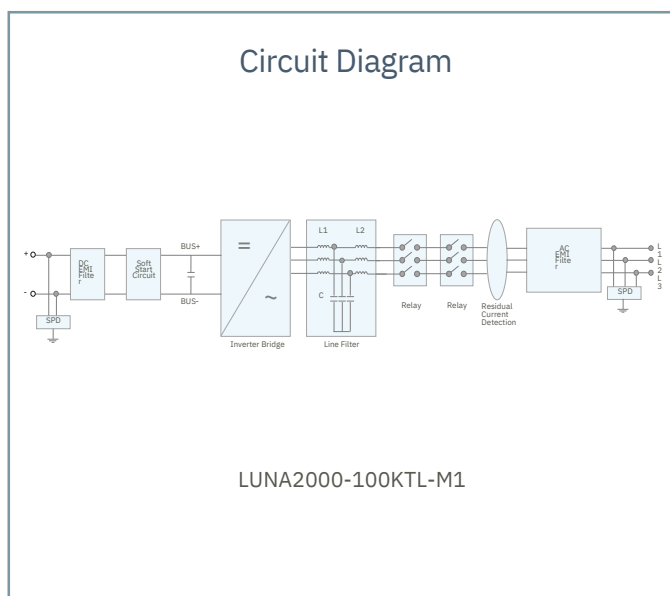 Circuit Diagram
+
-
SPD
DC
EMI
Filte
r
Soft
Start
Circuit
BUS+
BUS-
=
~
Inverter Bridge
L1
L2
C
Line Filter
Relay
Relay
Residual
Current
Detection
AC
EMI
Filte
r
L
1
L
2
L
3
SPD
LUNA2000-100KTL-M1